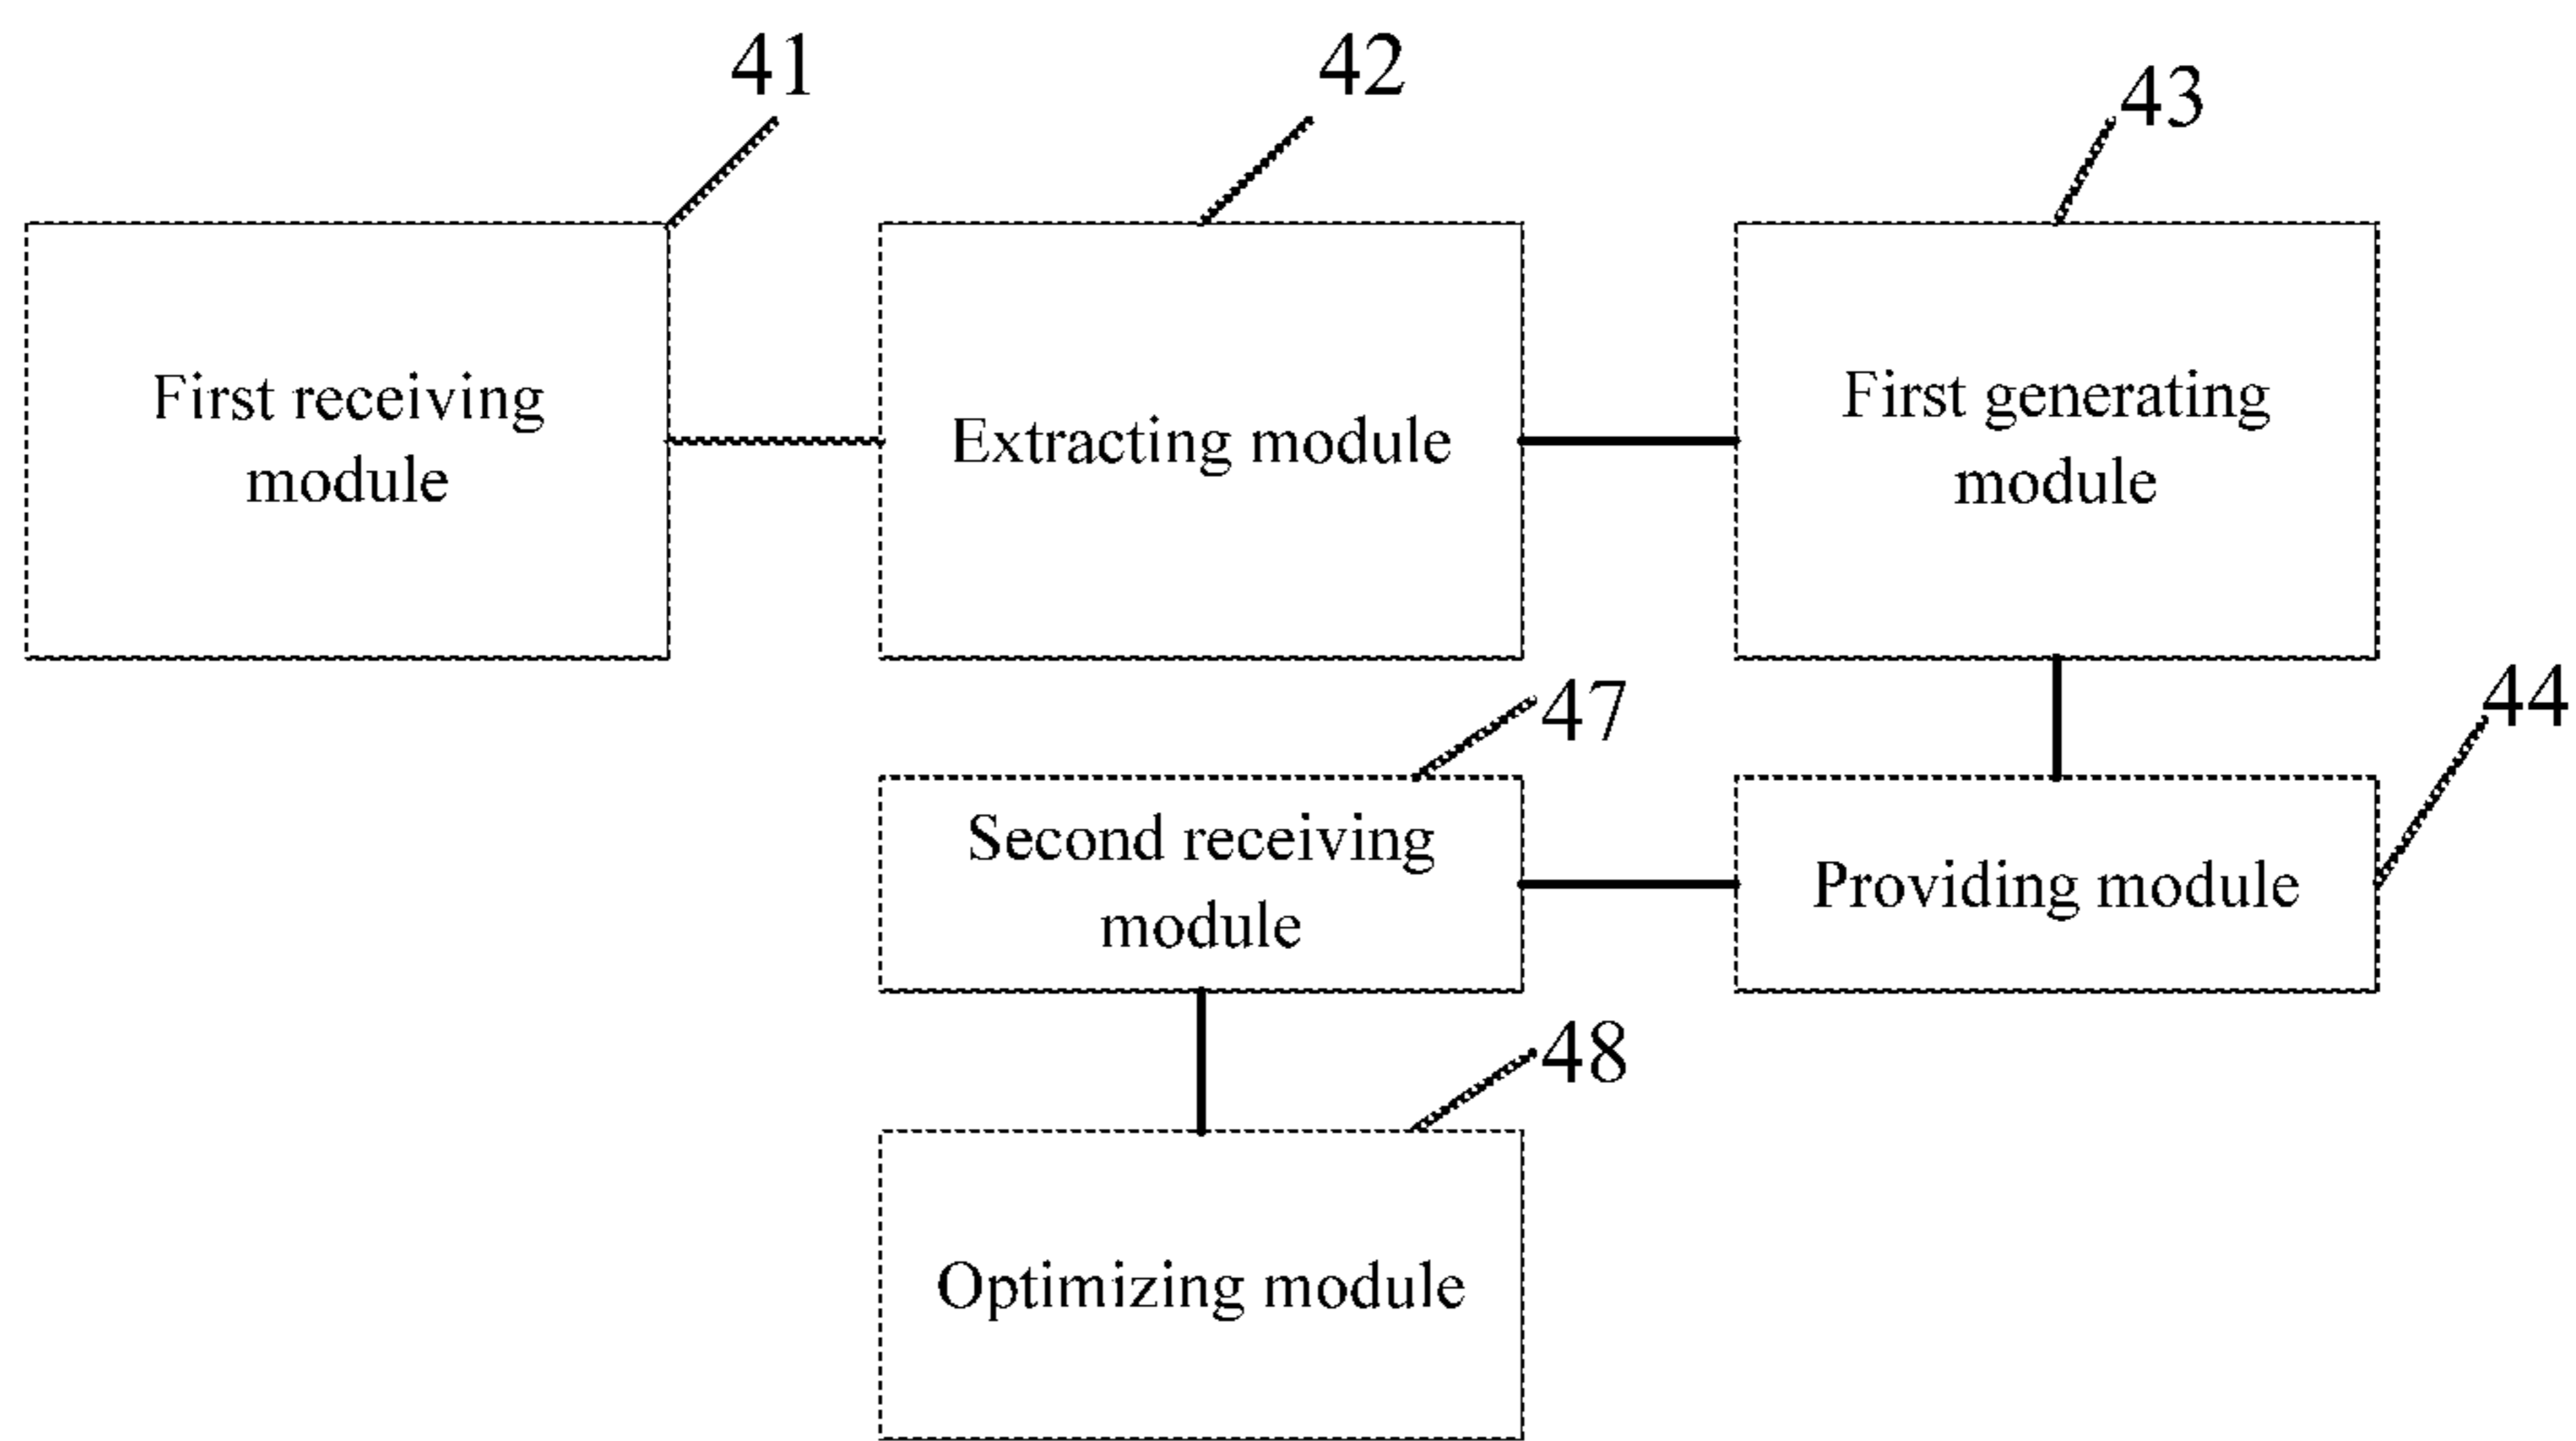 41
42
43
First receiving
module
Extracting module
First generating
module
47
44
Second receiving
module
Providing module
48
Optimizing module